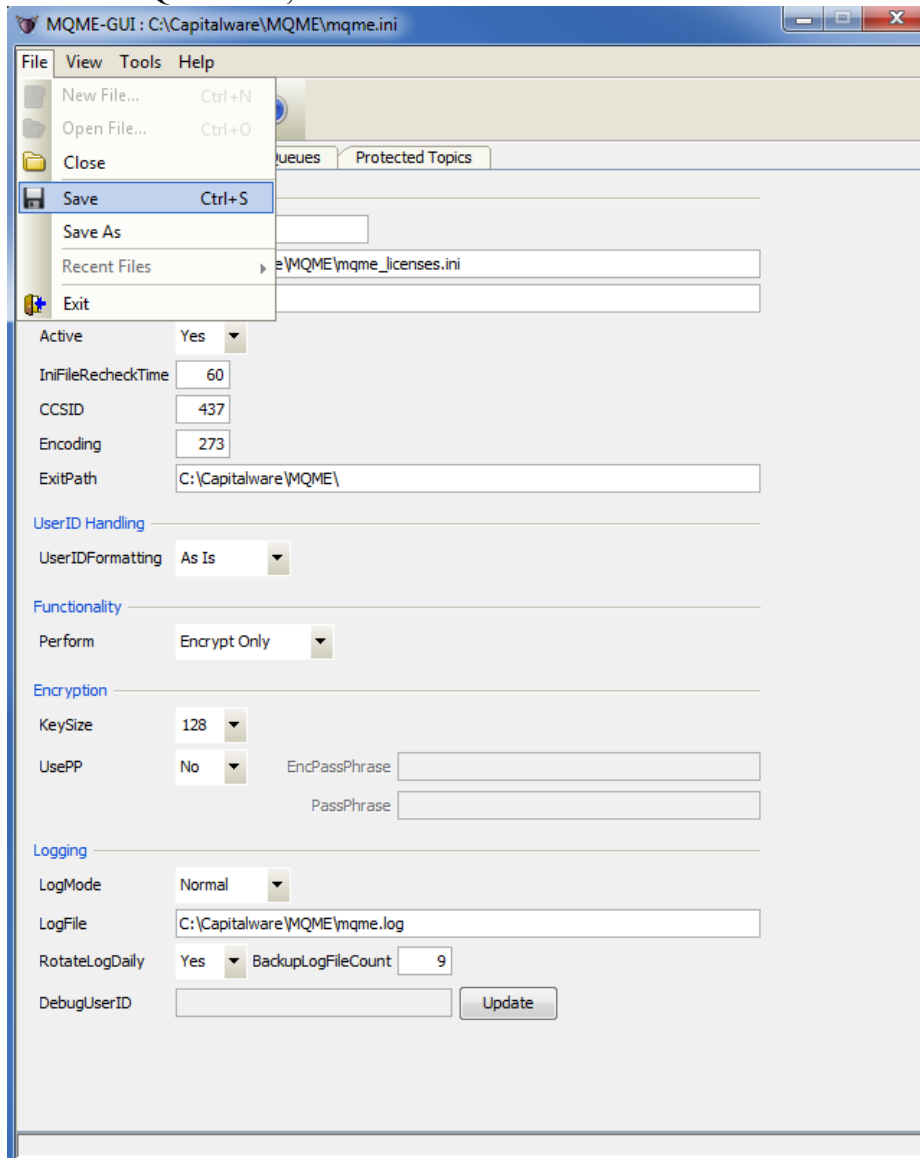 MQME-GUI : C:\Capitalware\MQME\mqme.ini
File View Tools Help
New File... Ctrl+N
Open File... Ctrl+O
Close
Queues Protected Topics
Save Ctrl+S
Save As
Recent Files
e\MQME\mqme_licenses.ini
Exit
Active Yes
IniFileRecheckTime 60
CCSID 437
Encoding 273
ExitPath C:\Capitalware\MQME\
UserID Handling
UserIDFormatting As Is
Functionality
Perform Encrypt Only
Encryption
KeySize 128
UsePP No EncPassPhrase
PassPhrase
Logging
LogMode Normal
LogFile C:\Capitalware\MQME\mqme.log
RotateLogDaily Yes BackupLogFileCount 9
DebugUserID Update